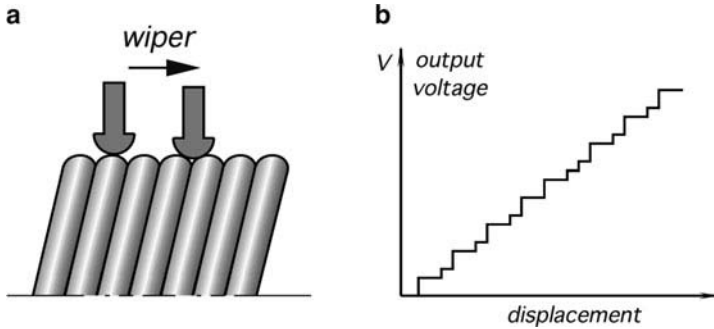 a
wiper
b
V output
voltage
displacement